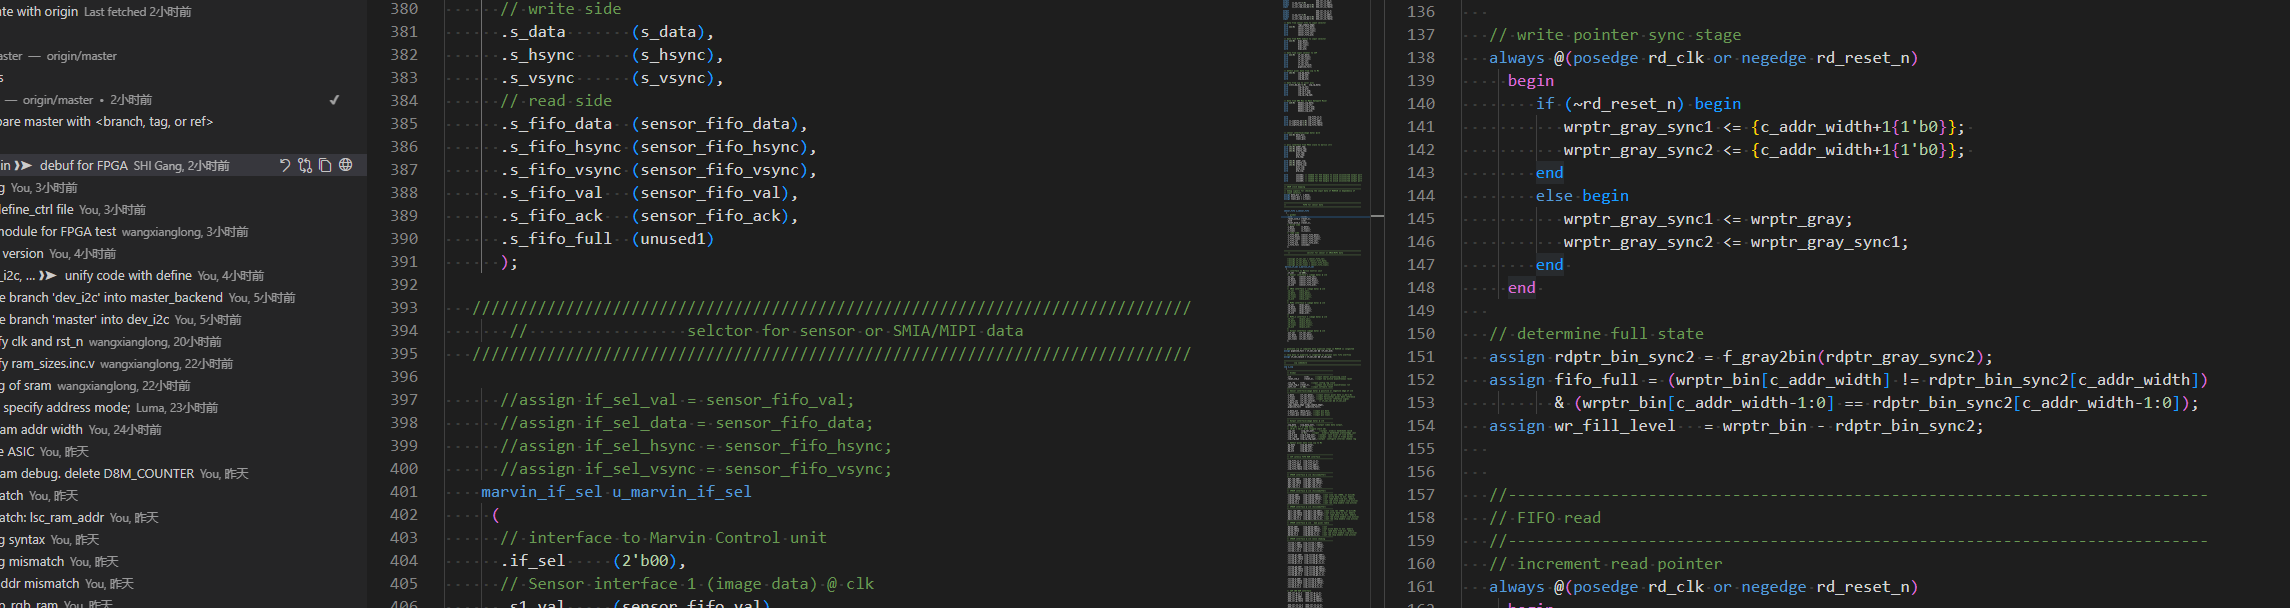 te with origin Last fetched 2小时前
aster — origin/master
s
— origin/master • 2小时前
are master with <branch, tag, or ref>
in debuf for FPGA SHI Gang, 2小时前
g You, 3小时前
lefine_ctrl file You, 3小时前
nodule for FPGA test wangxianglong, 3小时前
version You, 4小时前
_i2c, ... unify code with define You, 4小时前
e branch 'dev_i2c' into master_backend You, 5小时前
e branch 'master' into dev_i2c You, 5小时前
fy clk and rst_n wangxianglong, 20小时前
fy ram_sizes.inc.v wangxianglong, 22小时前
g of sram wangxianglong, 22小时前
specify address mode; Luma, 23小时前
am addr width You, 24小时前
e ASIC You, 昨天
am debug. delete D8M_COUNTER You, 昨天
atch You, 昨天
atch: lsc_ram_addr You, 昨天
g syntax You, 昨天
g mismatch You, 昨天
addr mismatch You, 昨天
p_rgb_ram You, 昨天
380 // write side
381 .s_data (s_data),
382 .s_hsync (s_hsync),
383 .s_vsync (s_vsync),
384 // read side
385 .s_fifo_data (sensor_fifo_data),
386 .s_fifo_hsync (sensor_fifo_hsync),
387 .s_fifo_vsync (sensor_fifo_vsync),
388 .s_fifo_val (sensor_fifo_val),
389 .s_fifo_ack (sensor_fifo_ack),
390 .s_fifo_full (unused1)
391 );
392
393 //////////////////////////////////////////////////////////////////////////////
394 // selctor for sensor or SMIA/MIPI data
395 //////////////////////////////////////////////////////////////////////////////
396
397 //assign if_sel_val = sensor_fifo_val;
398 //assign if_sel_data = sensor_fifo_data;
399 //assign if_sel_hsync = sensor_fifo_hsync;
400 //assign if_sel_vsync = sensor_fifo_vsync;
401 marvin_if_sel u_marvin_if_sel
402 (
403 // interface to Marvin Control unit
404 .if_sel (2'b00),
405 // Sensor interface 1 (image data) @ clk
406 .s1_val (sensor_fifo_val)
136
137 // write pointer sync stage
138 always @(posedge rd_clk or negedge rd_reset_n)
139 begin
140 if (~rd_reset_n) begin
141 wrptr_gray_sync1 <= {c_addr_width+1{1'b0}};
142 wrptr_gray_sync2 <= {c_addr_width+1{1'b0}};
143 end
144 else begin
145 wrptr_gray_sync1 <= wrptr_gray;
146 wrptr_gray_sync2 <= wrptr_gray_sync1;
147 end
148 end
149
150 // determine full state
151 assign rdptr_bin_sync2 = f_gray2bin(rdptr_gray_sync2);
152 assign fifo_full = (wrptr_bin[c_addr_width] != rdptr_bin_sync2[c_addr_width])
153 & (wrptr_bin[c_addr_width-1:0] == rdptr_bin_sync2[c_addr_width-1:0]);
154 assign wr_fill_level = wrptr_bin - rdptr_bin_sync2;
155
156
157 //----------------------------------------------------------------------------
158 // FIFO read
159 //----------------------------------------------------------------------------
160 // increment read pointer
161 always @(posedge rd_clk or negedge rd_reset_n)
162 begin